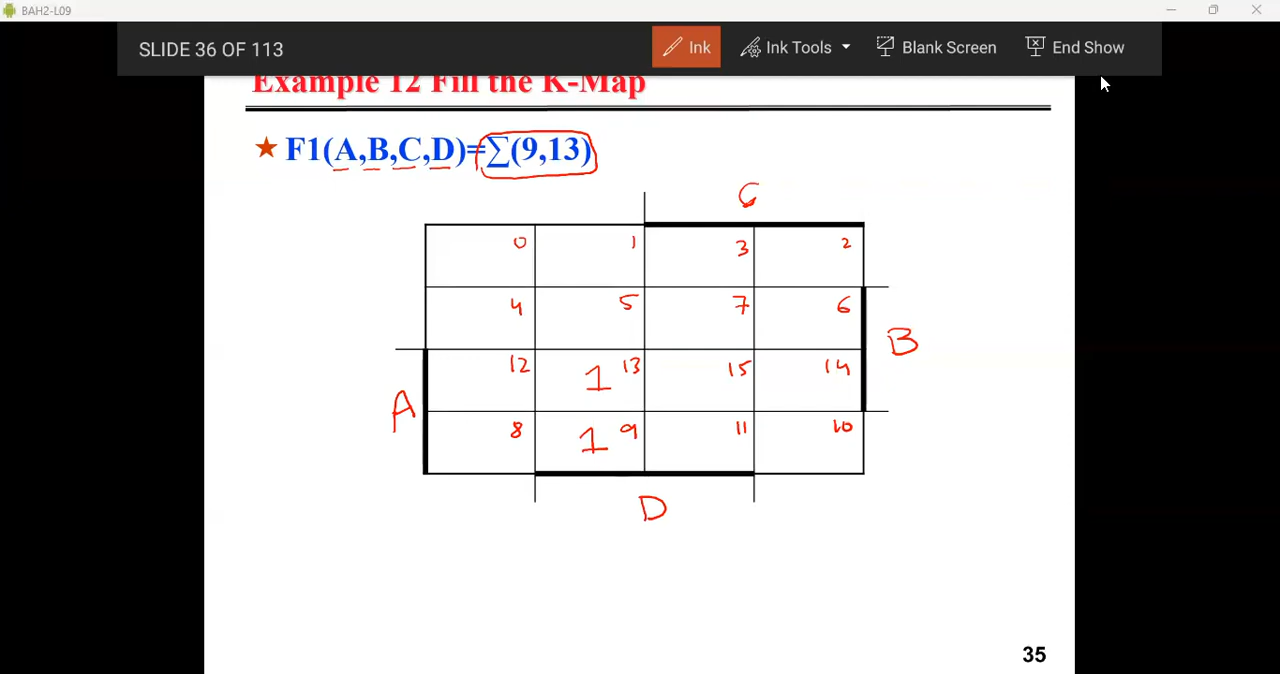 BAH2-L09
SLIDE 36 OF 113
Ink
Ink Tools
Blank Screen
End Show
Example 12 Fill the K-Map
★ F1(A,B,C,D)=∑(9,13)
C
0 1 3 2
4 5 7 6
B
12 1 13 15 14
A
8 1 9 11 10
D
35